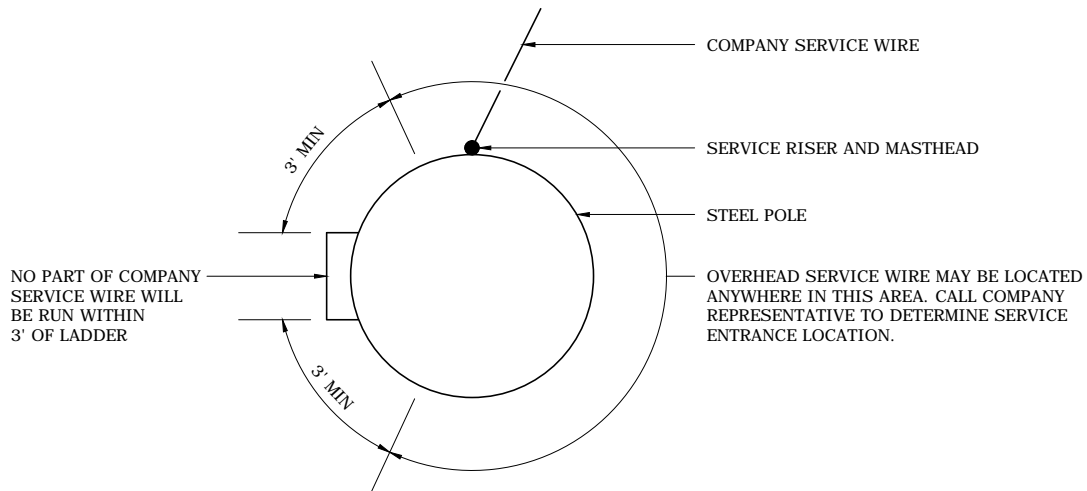 COMPANY SERVICE WIRE
3' MIN
SERVICE RISER AND MASTHEAD
STEEL POLE
NO PART OF COMPANY
SERVICE WIRE WILL
BE RUN WITHIN
3' OF LADDER
OVERHEAD SERVICE WIRE MAY BE LOCATED
ANYWHERE IN THIS AREA. CALL COMPANY
REPRESENTATIVE TO DETERMINE SERVICE
ENTRANCE LOCATION.
3' MIN